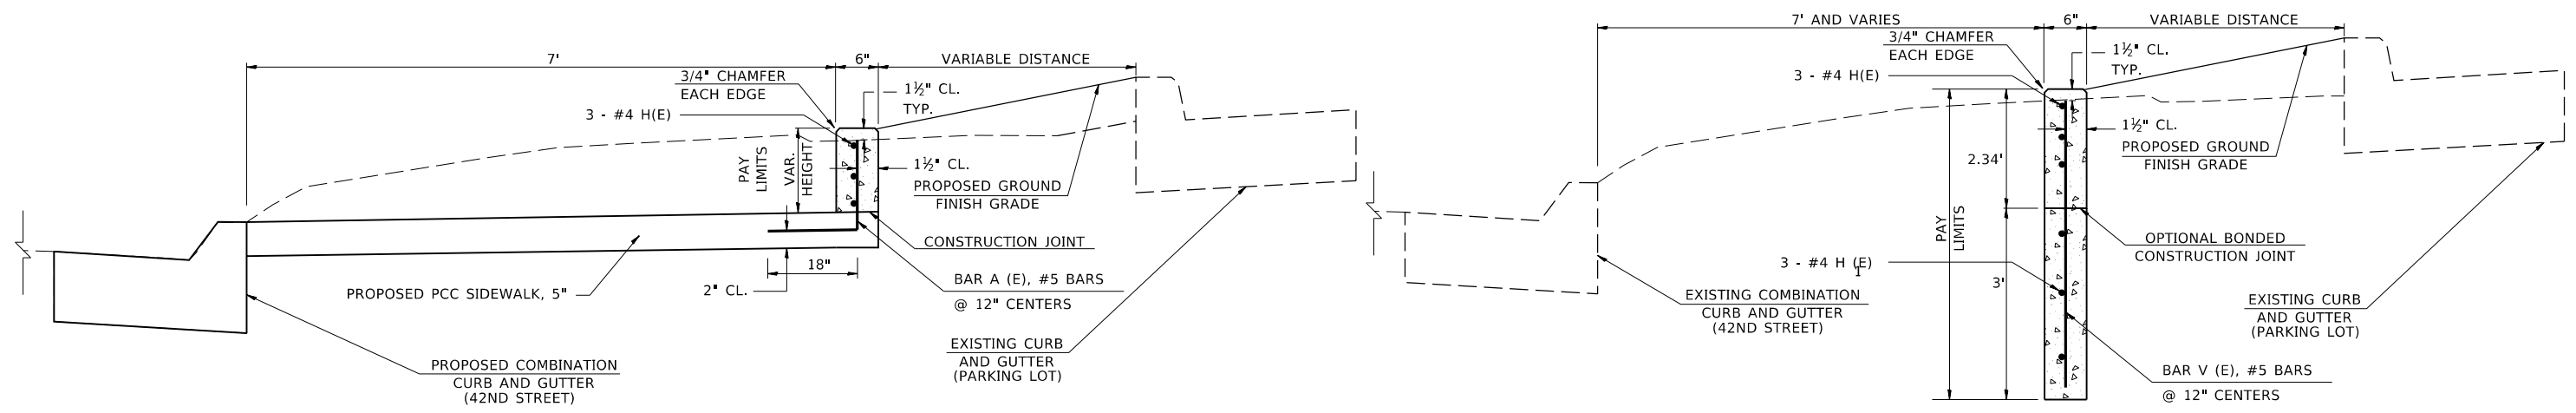 7'
6"
VARIABLE DISTANCE
3/4" CHAMFER
EACH EDGE
1½" CL.
TYP.
3 - #4 H(E)
PAY
LIMITS
VAR.
HEIGHT
1½" CL.
PROPOSED GROUND
FINISH GRADE
CONSTRUCTION JOINT
18"
BAR A (E), #5 BARS
@ 12" CENTERS
2" CL.
PROPOSED PCC SIDEWALK, 5"
EXISTING CURB
AND GUTTER
(PARKING LOT)
PROPOSED COMBINATION
CURB AND GUTTER
(42ND STREET)
7' AND VARIES
6"
VARIABLE DISTANCE
3/4" CHAMFER
EACH EDGE
1½" CL.
TYP.
3 - #4 H(E)
1½" CL.
PROPOSED GROUND
FINISH GRADE
2.34'
PAY
LIMITS
OPTIONAL BONDED
CONSTRUCTION JOINT
3 - #4 H (E)
1
3'
EXISTING COMBINATION
CURB AND GUTTER
(42ND STREET)
EXISTING CURB
AND GUTTER
(PARKING LOT)
BAR V (E), #5 BARS
@ 12" CENTERS